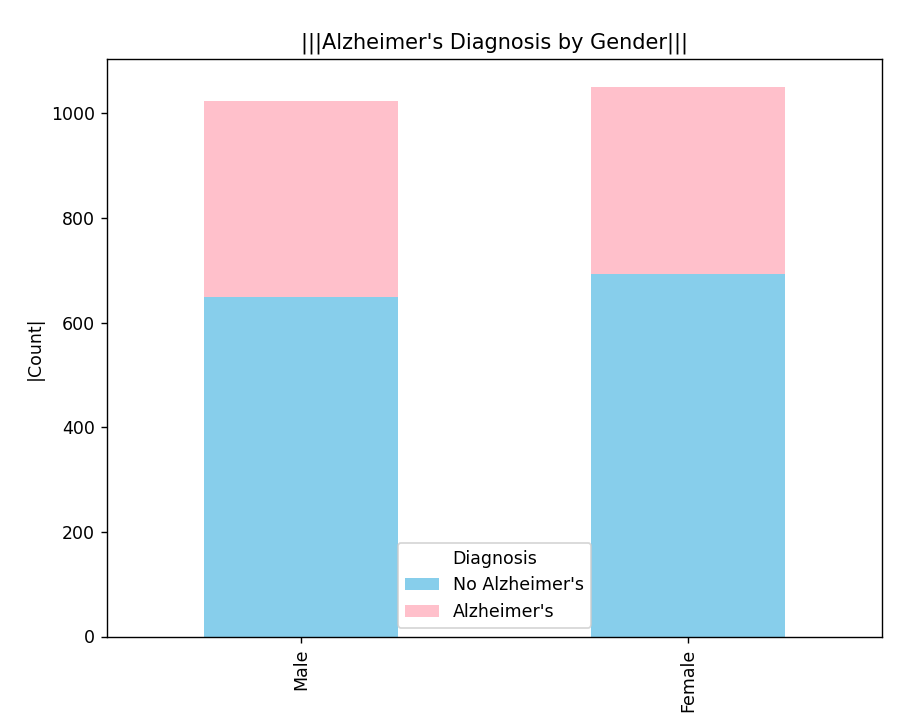 |||Alzheimer's Diagnosis by Gender|||
|Count|
1000
800
600
400
200
0
Diagnosis
No Alzheimer's
Alzheimer's
Male
Female